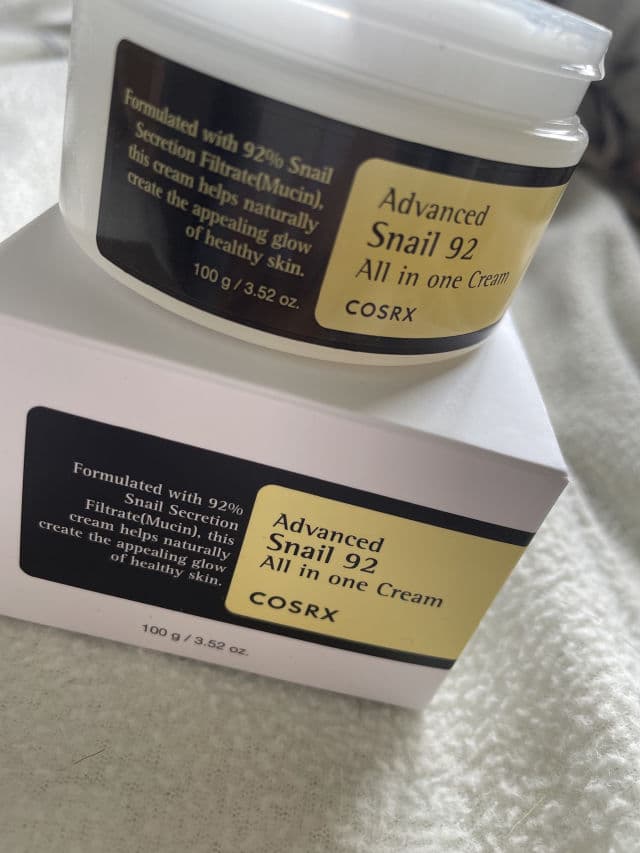 Formulated with 92% Snail
Secretion Filtrate(Mucin),
this cream helps naturally
create the appealing glow
of healthy skin.
100 g / 3.52 oz.
Advanced
Snail 92
All in one Cream
COSRX
Formulated with 92%
Snail Secretion
Filtrate(Mucin), this
cream helps naturally
create the appealing glow
of healthy skin.
Advanced
Snail 92
All in one Cream
COSRX
100 g / 3.52 oz.